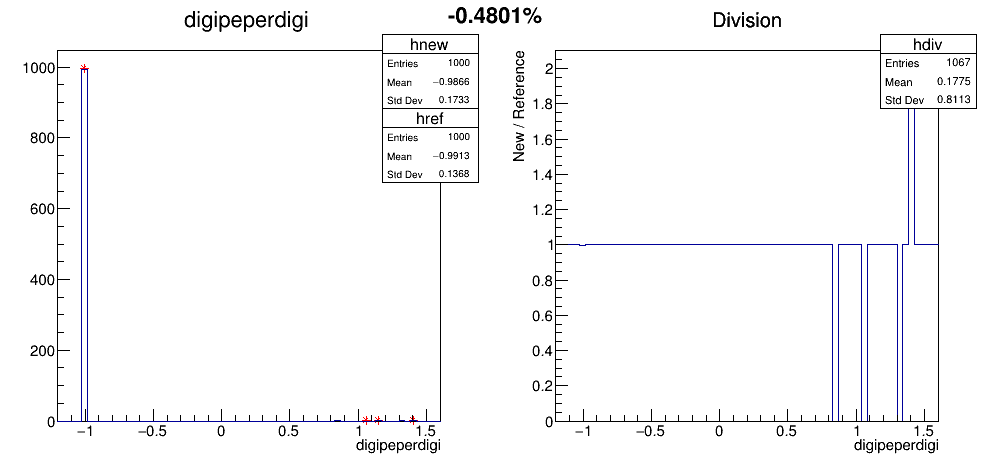 digipeperdigi
-0.4801%
Division
hnew
Entries 1000
Mean −0.9866
Std Dev 0.1733
href
Entries 1000
Mean −0.9913
Std Dev 0.1368
1000
800
600
400
200
0
−1 −0.5 0 0.5 1 1.5
digipeperdigi
hdiv
Entries 1067
Mean 0.1775
Std Dev 0.8113
New / Reference
2
1.8
1.6
1.4
1.2
1
0.8
0.6
0.4
0.2
0
−1 −0.5 0 0.5 1 1.5
digipeperdigi